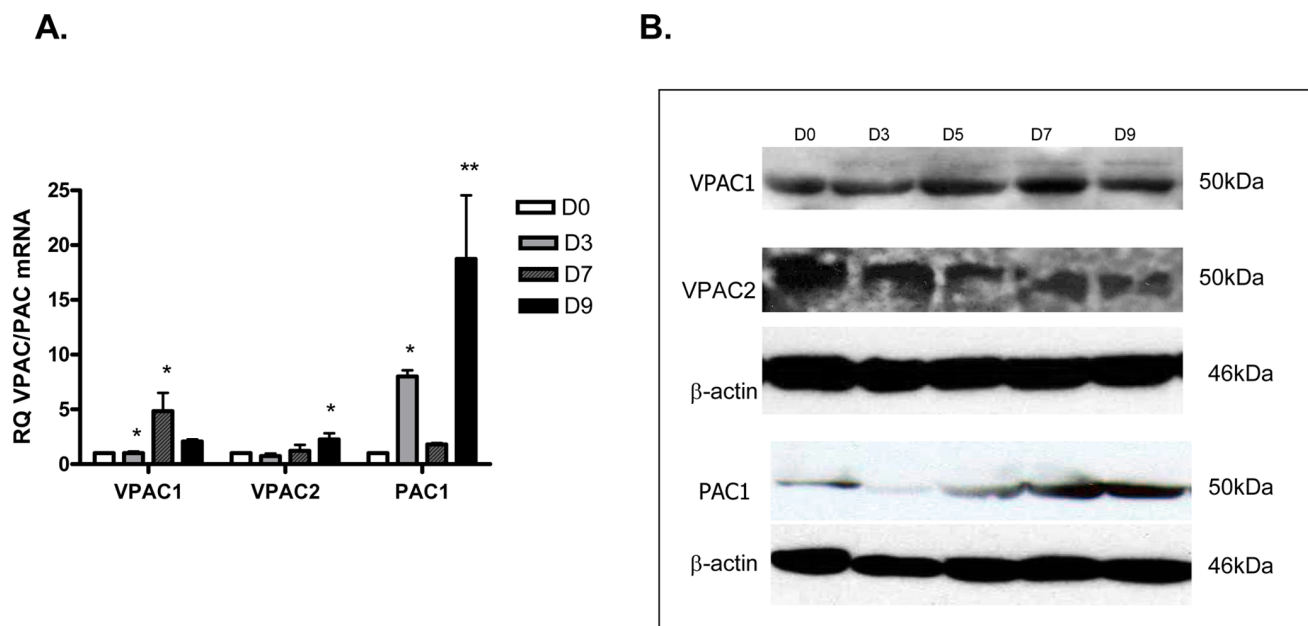 A.
B.
RQ VPAC/PAC mRNA
25
20
15
10
5
0
*
*
*
*
**
VPAC1
VPAC2
PAC1
D0
D3
D7
D9
D0 D3 D5 D7 D9
VPAC1 50kDa
VPAC2 50kDa
β-actin 46kDa
PAC1 50kDa
β-actin 46kDa